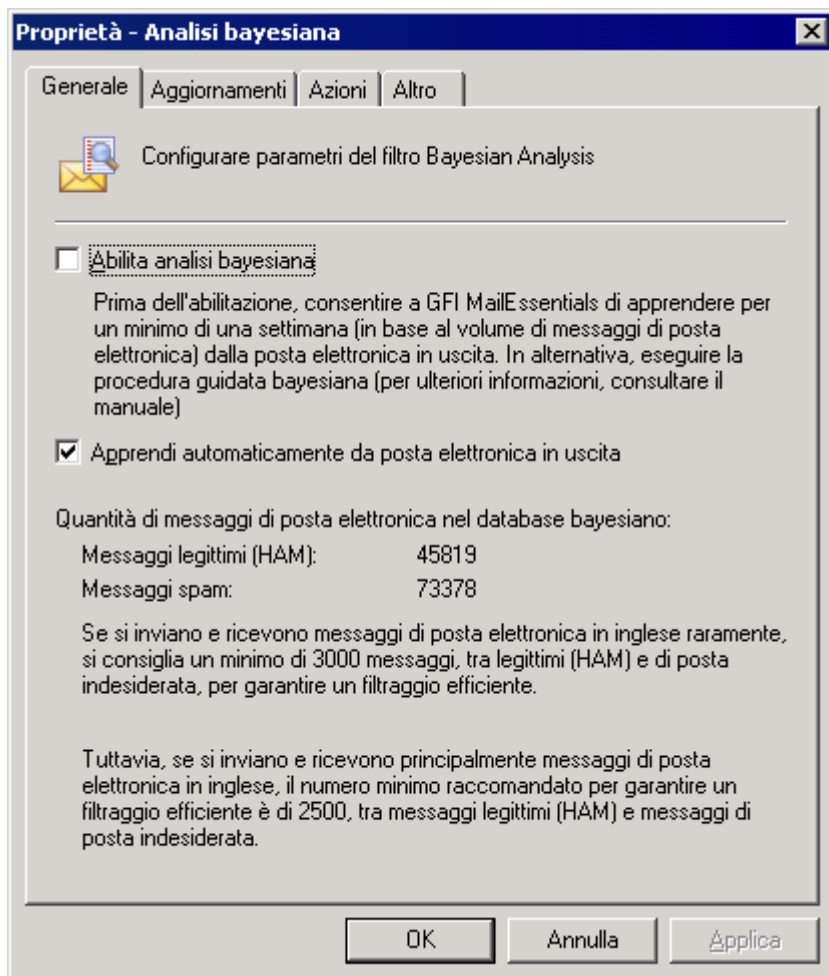 Proprietà - Analisi bayesiana
Generale
Aggiornamenti
Azioni
Altro
Configurare parametri del filtro Bayesian Analysis
Abilita analisi bayesiana
Prima dell'abilitazione, consentire a GFI MailEssentials di apprendere per
un minimo di una settimana (in base al volume di messaggi di posta
elettronica) dalla posta elettronica in uscita. In alternativa, eseguire la
procedura guidata bayesiana (per ulteriori informazioni, consultare il
manuale)
Apprendi automaticamente da posta elettronica in uscita
Quantità di messaggi di posta elettronica nel database bayesiano:
Messaggi legittimi (HAM): 45819
Messaggi spam: 73378
Se si inviano e ricevono messaggi di posta elettronica in inglese raramente,
si consiglia un minimo di 3000 messaggi, tra legittimi (HAM) e di posta
indesiderata, per garantire un filtraggio efficiente.
Tuttavia, se si inviano e ricevono principalmente messaggi di posta
elettronica in inglese, il numero minimo raccomandato per garantire un
filtraggio efficiente è di 2500, tra messaggi legittimi (HAM) e messaggi di
posta indesiderata.
OK
Annulla
Applica